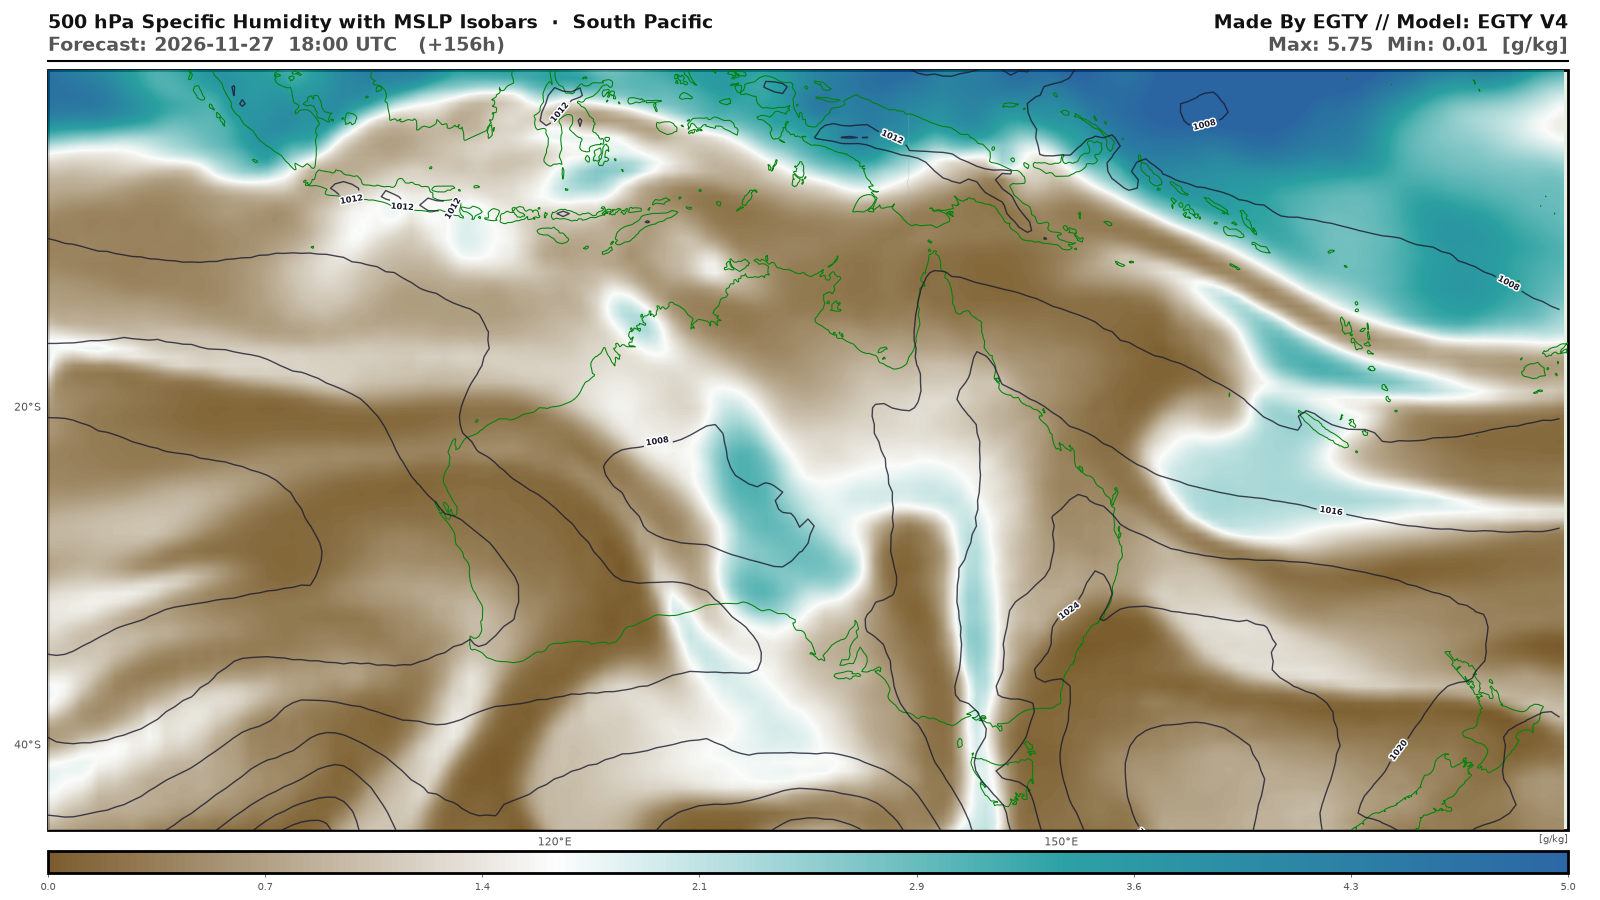 500 hPa Specific Humidity with MSLP Isobars · South Pacific
Made By EGTY // Model: EGTY V4
Forecast: 2026-11-27 18:00 UTC (+156h)
Max: 5.75 Min: 0.01 [g/kg]
1012
1012
1008
1012
1012
1012
1008
20°S
1008
1016
1024
40°S
1020
120°E
150°E
[g/kg]
0.0 0.7 1.4 2.1 2.9 3.6 4.3 5.0